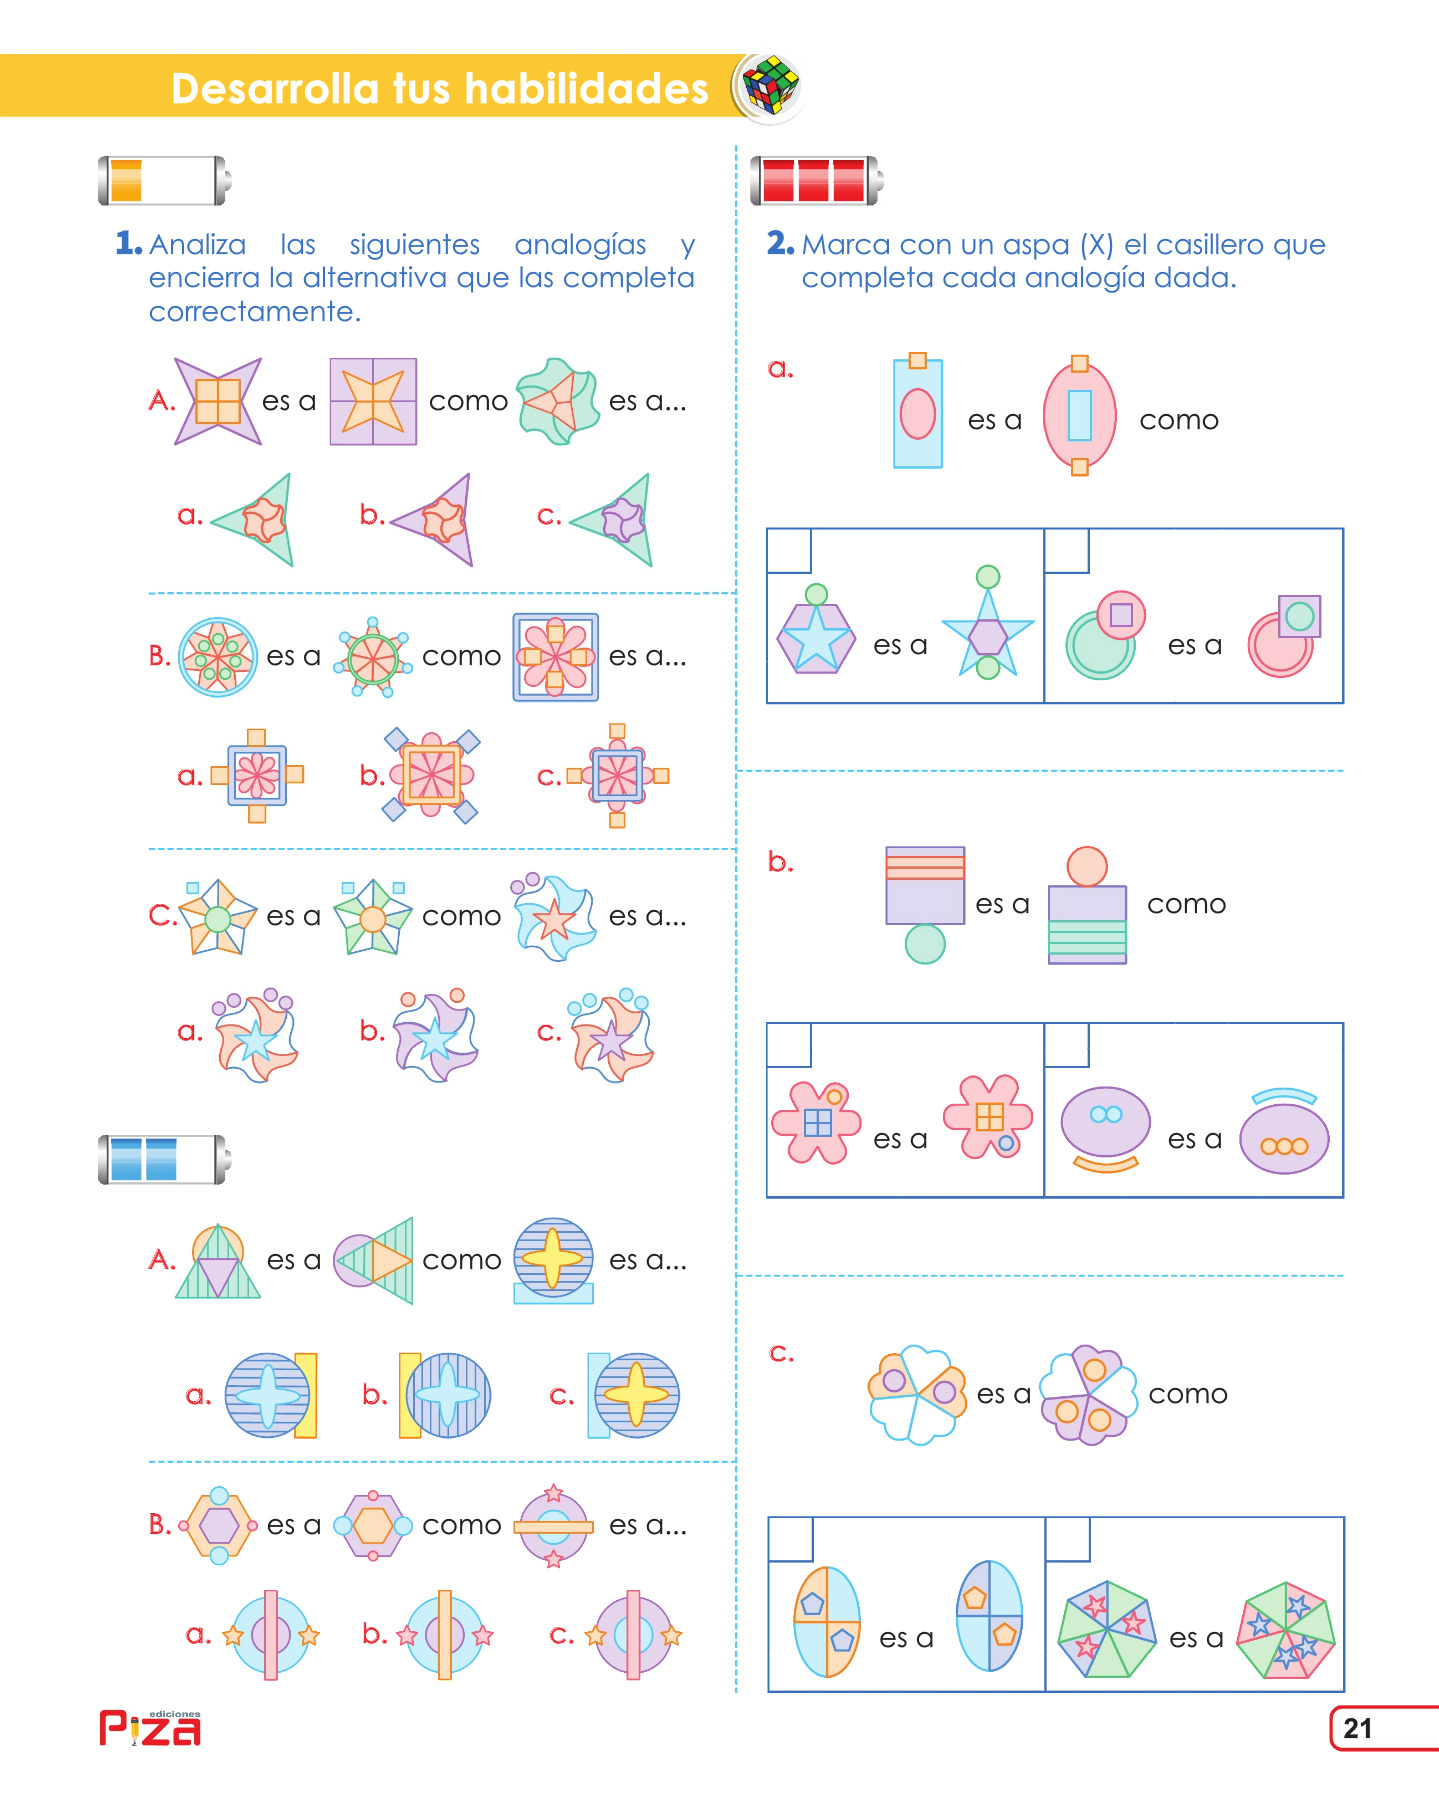 Desarrolla tus habilidades
1. Analiza las siguientes analogías y
encierra la alternativa que las completa
correctamente.
A. es a como es a...
a. b. c.
B. es a como es a...
a. b. c.
C. es a como es a...
a. b. c.
A. es a como es a...
a. b. c.
B. es a como es a...
a. b. c.
2. Marca con un aspa (X) el casillero que
completa cada analogía dada.
a.
es a como
es a es a
b.
es a como
es a es a
c.
es a como
es a es a
ediciones
Piza
21